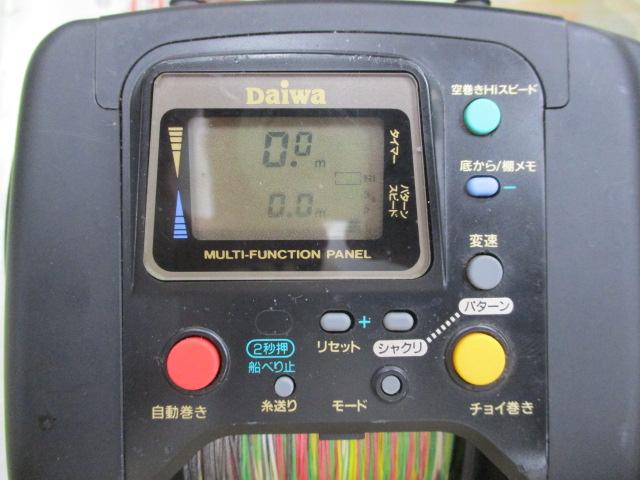 Daiwa
空巻きHiスピード
0.0 m
タイマー
底から/棚メモ
−
0.0 m
パターン
スピード
MULTI-FUNCTION PANEL
変速
パターン
+
2秒押
リセット
シャクリ
船べり止
自動巻き
糸送り
モード
チョイ巻き